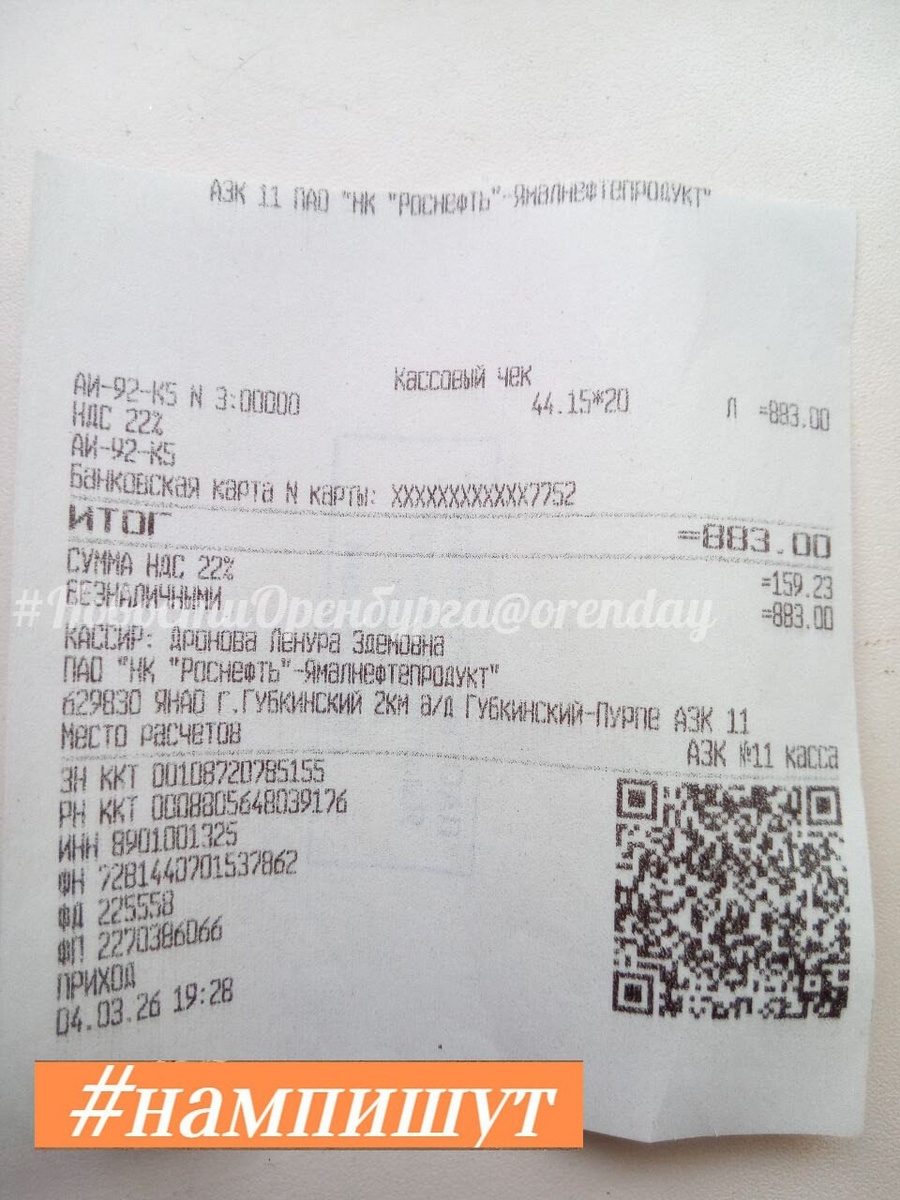 АЗК 11 ПАО "НК "Роснефть"-Ямалнефтепродукт"
Кассовый чек
АИ-92-К5 N 3:00000 44.15*20 Л =883.00
НДС 22%
АИ-92-К5
Банковская карта N карты: XXXXXXXXXXXX7752
ИТОГ =883.00
СУММА НДС 22% =159.23
БЕЗНАЛИЧНЫМИ =883.00
#НовостиОренбурга@orenday
КАССИР: Дронова Ленура Эдемовна
ПАО "НК "Роснефть"-Ямалнефтепродукт"
629830 ЯНАО г.Губкинский 2км а/д Губкинский-Пурпе АЗК 11
Место расчетов АЗК №11 касса
ЗН ККТ 00108720785155
РН ККТ 0008805648039176
ИНН 8901001325
ФН 7281440701537862
ФД 225558
ФП 2270386066
ПРИХОД
04.03.26 19:28
#нампишут